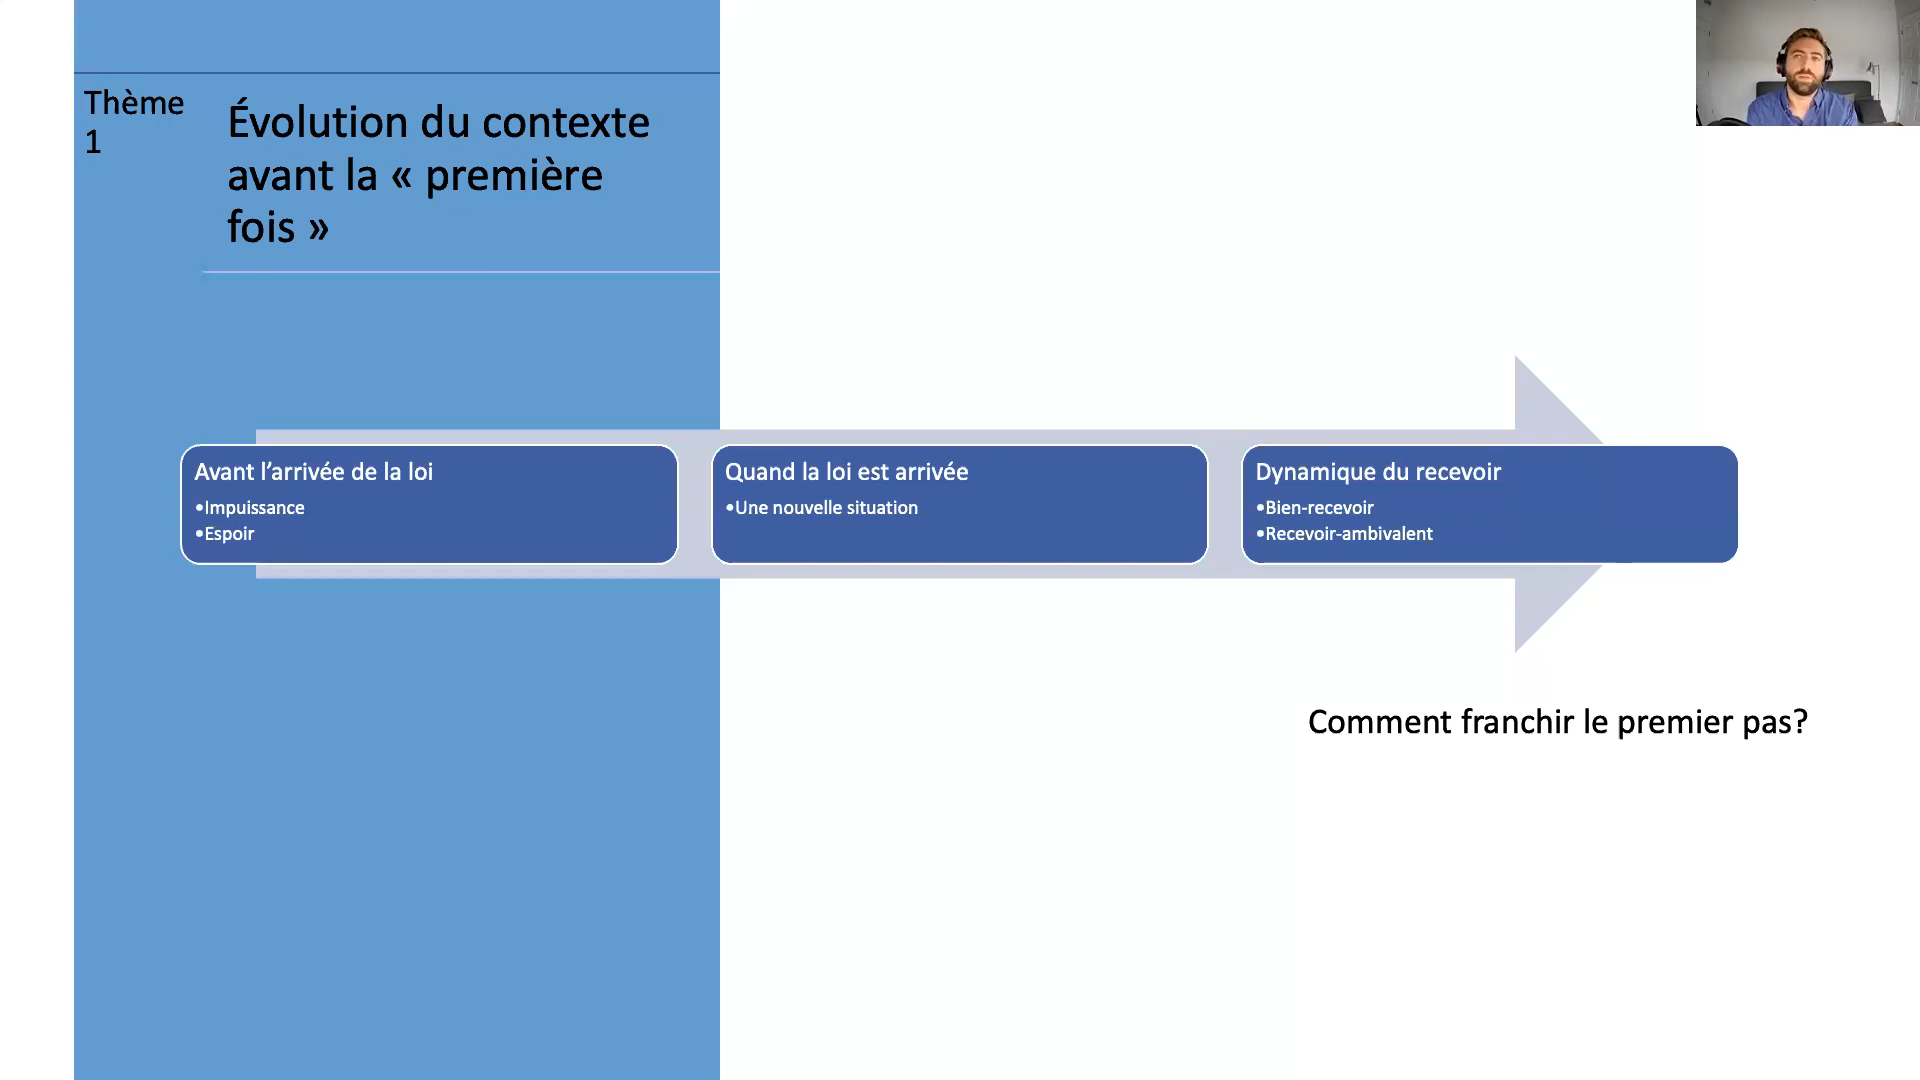 Thème
1
Évolution du contexte
avant la « première
fois »
Avant l’arrivée de la loi
•Impuissance
•Espoir
Quand la loi est arrivée
•Une nouvelle situation
Dynamique du recevoir
•Bien-recevoir
•Recevoir-ambivalent
Comment franchir le premier pas?